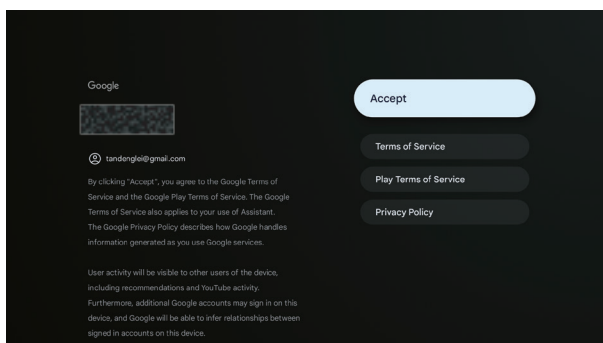 Google
tandenglei@gmail.com
By clicking "Accept", you agree to the Google Terms of
Service and the Google Play Terms of Service. The Google
Terms of Service also applies to your use of Assistant.
The Google Privacy Policy describes how Google handles
information generated as you use Google services.
User activity will be visible to other users of the device,
including recommendations and YouTube activity.
Furthermore, additional Google accounts may sign in on this
device, and Google will be able to infer relationships between
signed in accounts on this device.
Accept
Terms of Service
Play Terms of Service
Privacy Policy